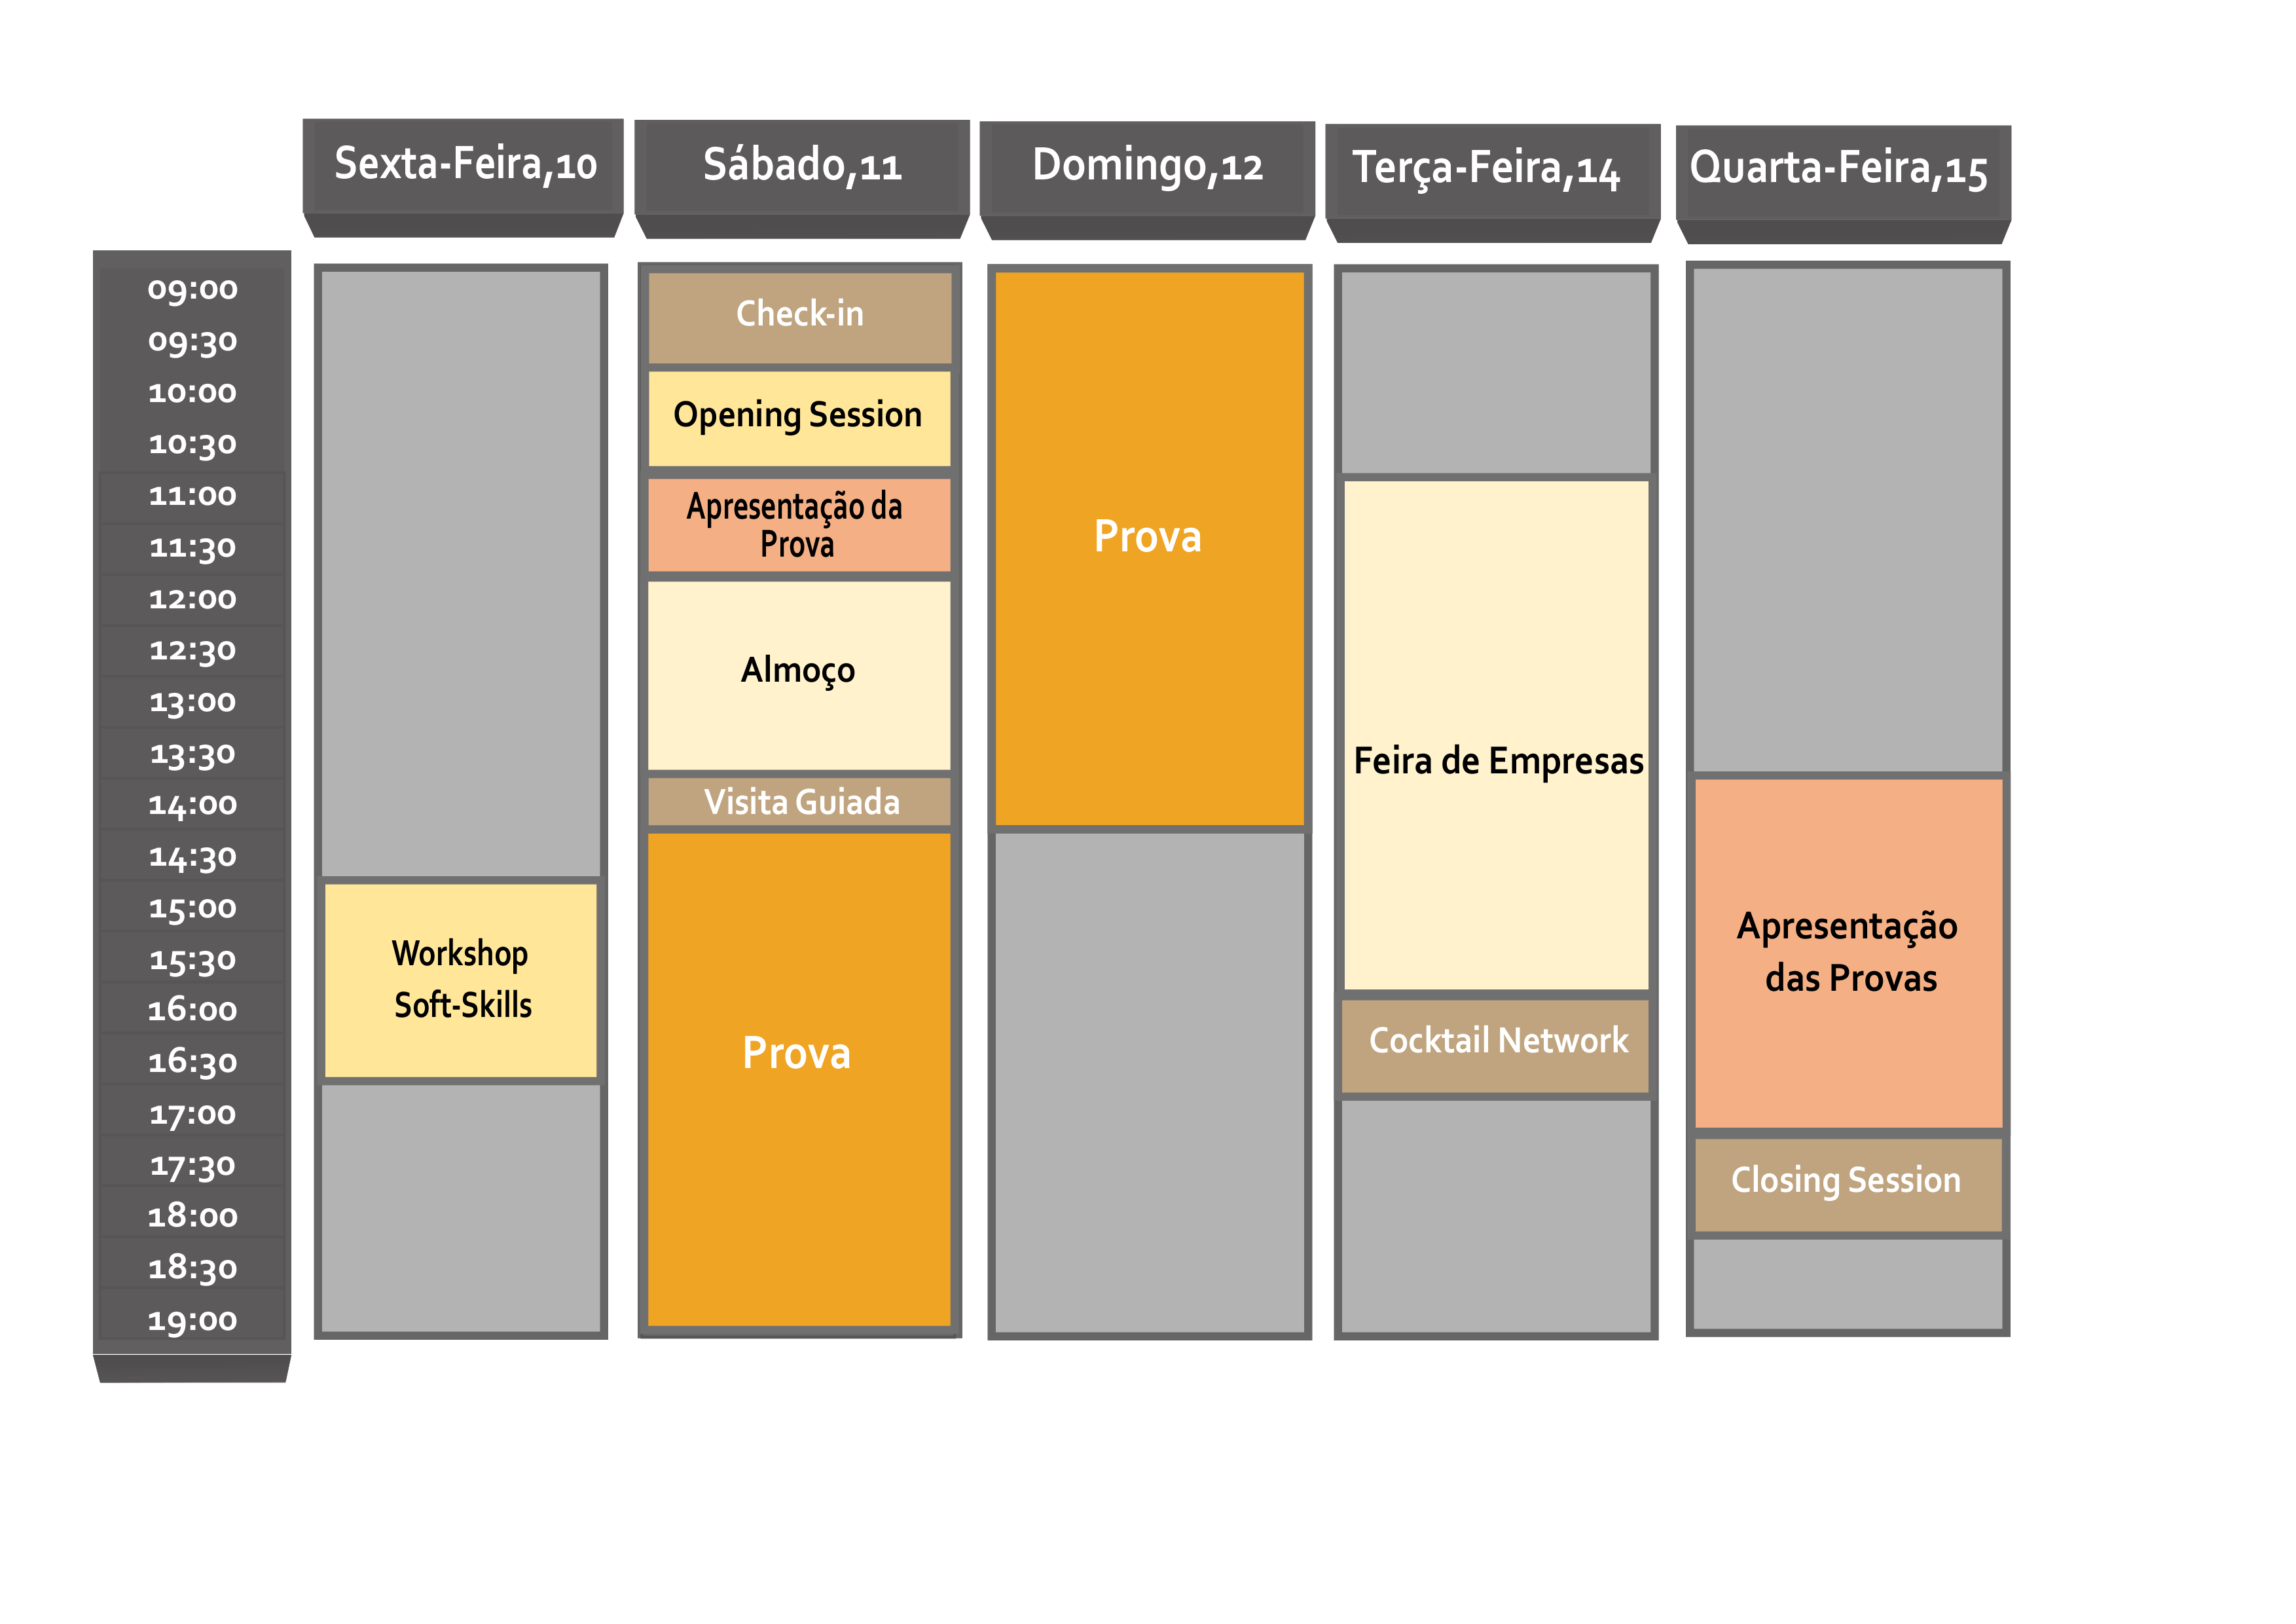 Sexta-Feira,10
Sábado,11
Domingo,12
Terça-Feira,14
Quarta-Feira,15
09:00
09:30
10:00
10:30
11:00
11:30
12:00
12:30
13:00
13:30
14:00
14:30
15:00
15:30
16:00
16:30
17:00
17:30
18:00
18:30
19:00
Workshop
Soft-Skills
Check-in
Opening Session
Apresentação da
Prova
Almoço
Visita Guiada
Prova
Prova
Feira de Empresas
Cocktail Network
Apresentação
das Provas
Closing Session